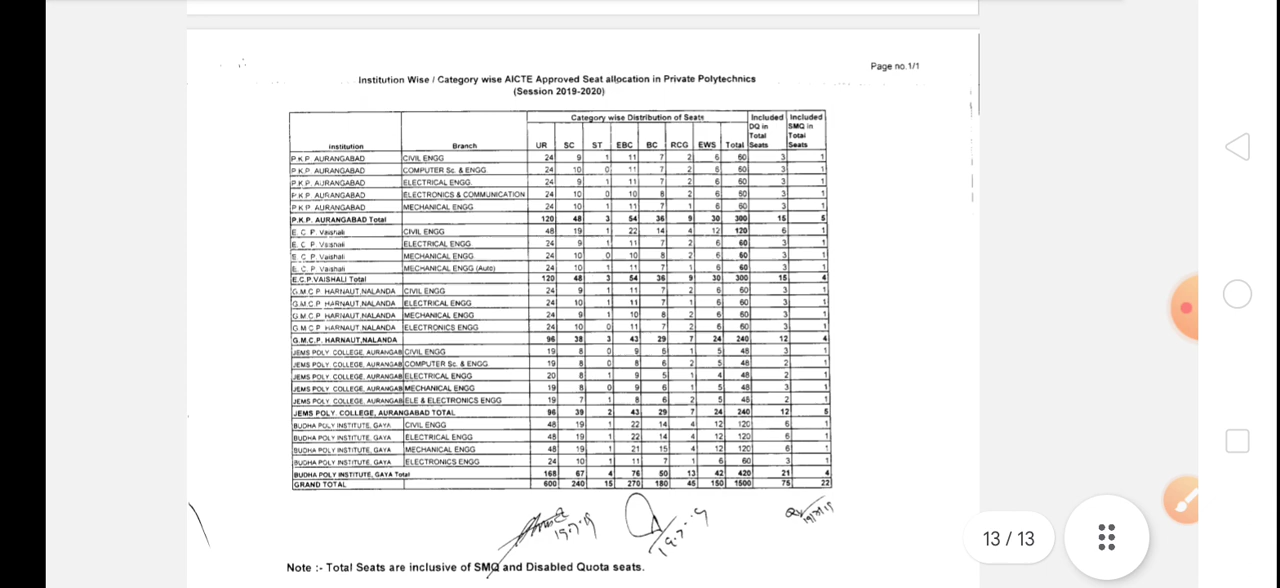 Page no.1/1
Institution Wise / Category wise AICTE Approved Seat allocation in Private Polytechnics
(Session 2019-2020)
Category wise Distribution of Seats
Institution Branch UR SC ST EBC BC RCG EWS Total Included DQ in Total Seats Included SMQ in Total Seats
P.K.P. AURANGABAD CIVIL ENGG 24 9 1 11 7 2 6 60 3 1
P.K.P. AURANGABAD COMPUTER Sc. & ENGG 24 10 0 11 7 2 6 60 3 1
P.K.P. AURANGABAD ELECTRICAL ENGG. 24 9 1 11 7 2 6 60 3 1
P.K.P. AURANGABAD ELECTRONICS & COMMUNICATION 24 10 0 10 8 2 6 60 3 1
P.K.P. AURANGABAD MECHANICAL ENGG 24 10 1 11 7 1 6 60 3 1
P.K.P. AURANGABAD Total 120 48 3 54 36 9 30 300 15 5
E. C. P. Vaishali CIVIL ENGG 48 19 1 22 14 4 12 120 6 1
E. C. P. Vaishali ELECTRICAL ENGG 24 9 1 11 7 2 6 60 3 1
E. C. P. Vaishali MECHANICAL ENGG 24 10 0 10 8 2 6 60 3 1
E. C. P. Vaishali MECHANICAL ENGG (Auto) 24 10 1 11 7 1 6 60 3 1
E.C.P.VAISHALI Total 120 48 3 54 36 9 30 300 15 4
G.M.C.P. HARNAUT,NALANDA CIVIL ENGG 24 9 1 11 7 2 6 60 3 1
G.M.C.P. HARNAUT,NALANDA ELECTRICAL ENGG 24 10 1 11 7 1 6 60 3 1
G.M.C.P. HARNAUT,NALANDA MECHANICAL ENGG 24 9 1 10 8 2 6 60 3 1
G.M.C.P. HARNAUT,NALANDA ELECTRONICS ENGG 24 10 0 11 7 2 6 60 3 1
G.M.C.P. HARNAUT,NALANDA 96 38 3 43 29 7 24 240 12 4
JEMS POLY. COLLEGE, AURANGAB CIVIL ENGG 19 8 0 9 6 1 5 48 3 1
JEMS POLY. COLLEGE, AURANGAB COMPUTER Sc. & ENGG 19 8 0 8 6 2 5 48 2 1
JEMS POLY. COLLEGE, AURANGAB ELECTRICAL ENGG 20 8 1 9 5 1 4 48 2 1
JEMS POLY. COLLEGE, AURANGAB MECHANICAL ENGG 19 8 0 9 6 1 5 48 3 1
JEMS POLY. COLLEGE, AURANGAB ELE & ELECTRONICS ENGG 19 7 1 8 6 2 5 48 2 1
JEMS POLY. COLLEGE, AURANGABAD TOTAL 96 39 2 43 29 7 24 240 12 5
BUDHA POLY INSTITUTE, GAYA CIVIL ENGG 48 19 1 22 14 4 12 120 6 1
BUDHA POLY INSTITUTE, GAYA ELECTRICAL ENGG 48 19 1 22 14 4 12 120 6 1
BUDHA POLY INSTITUTE, GAYA MECHANICAL ENGG 48 19 1 21 15 4 12 120 6 1
BUDHA POLY INSTITUTE, GAYA ELECTRONICS ENGG 24 10 1 11 7 1 6 60 3 1
BUDHA POLY INSTITUTE, GAYA Total 168 67 4 76 50 13 42 420 21 4
GRAND TOTAL 600 240 15 270 180 45 150 1500 75 22
19.7.19
19/7/19
13 / 13
Note :- Total Seats are inclusive of SMQ and Disabled Quota seats.